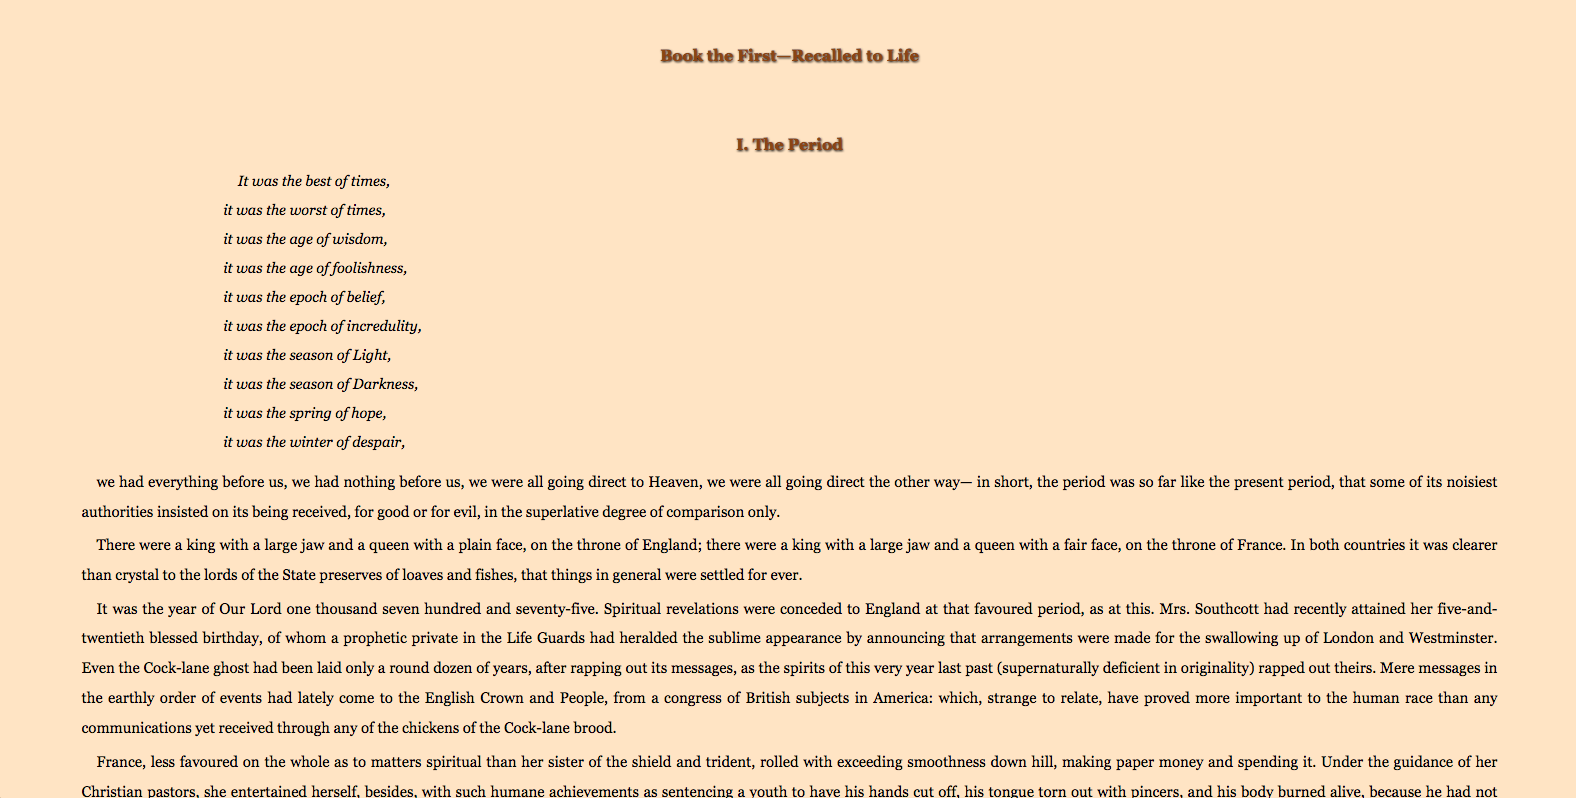 Book the First—Recalled to Life
I. The Period
It was the best of times,
it was the worst of times,
it was the age of wisdom,
it was the age of foolishness,
it was the epoch of belief,
it was the epoch of incredulity,
it was the season of Light,
it was the season of Darkness,
it was the spring of hope,
it was the winter of despair,
we had everything before us, we had nothing before us, we were all going direct to Heaven, we were all going direct the other way— in short, the period was so far like the present period, that some of its noisiest
authorities insisted on its being received, for good or for evil, in the superlative degree of comparison only.
There were a king with a large jaw and a queen with a plain face, on the throne of England; there were a king with a large jaw and a queen with a fair face, on the throne of France. In both countries it was clearer
than crystal to the lords of the State preserves of loaves and fishes, that things in general were settled for ever.
It was the year of Our Lord one thousand seven hundred and seventy-five. Spiritual revelations were conceded to England at that favoured period, as at this. Mrs. Southcott had recently attained her five-and-
twentieth blessed birthday, of whom a prophetic private in the Life Guards had heralded the sublime appearance by announcing that arrangements were made for the swallowing up of London and Westminster.
Even the Cock-lane ghost had been laid only a round dozen of years, after rapping out its messages, as the spirits of this very year last past (supernaturally deficient in originality) rapped out theirs. Mere messages in
the earthly order of events had lately come to the English Crown and People, from a congress of British subjects in America: which, strange to relate, have proved more important to the human race than any
communications yet received through any of the chickens of the Cock-lane brood.
France, less favoured on the whole as to matters spiritual than her sister of the shield and trident, rolled with exceeding smoothness down hill, making paper money and spending it. Under the guidance of her
Christian pastors, she entertained herself, besides, with such humane achievements as sentencing a youth to have his hands cut off, his tongue torn out with pincers, and his body burned alive, because he had not